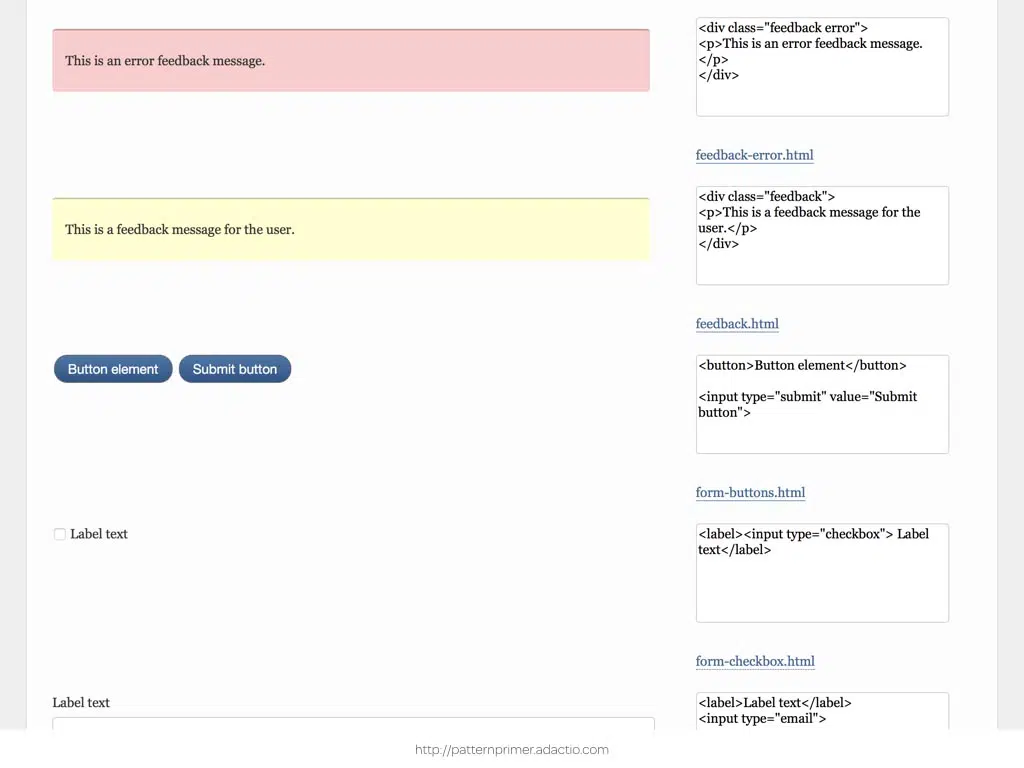 This is an error feedback message.
<div class="feedback error">
<p>This is an error feedback message.
</p>
</div>
feedback-error.html
This is a feedback message for the user.
<div class="feedback">
<p>This is a feedback message for the
user.</p>
</div>
feedback.html
Button element
Submit button
<button>Button element</button>
<input type="submit" value="Submit
button">
form-buttons.html
Label text
<label><input type="checkbox"> Label
text</label>
form-checkbox.html
Label text
<label>Label text</label>
<input type="email">
http://patternprimer.adactio.com